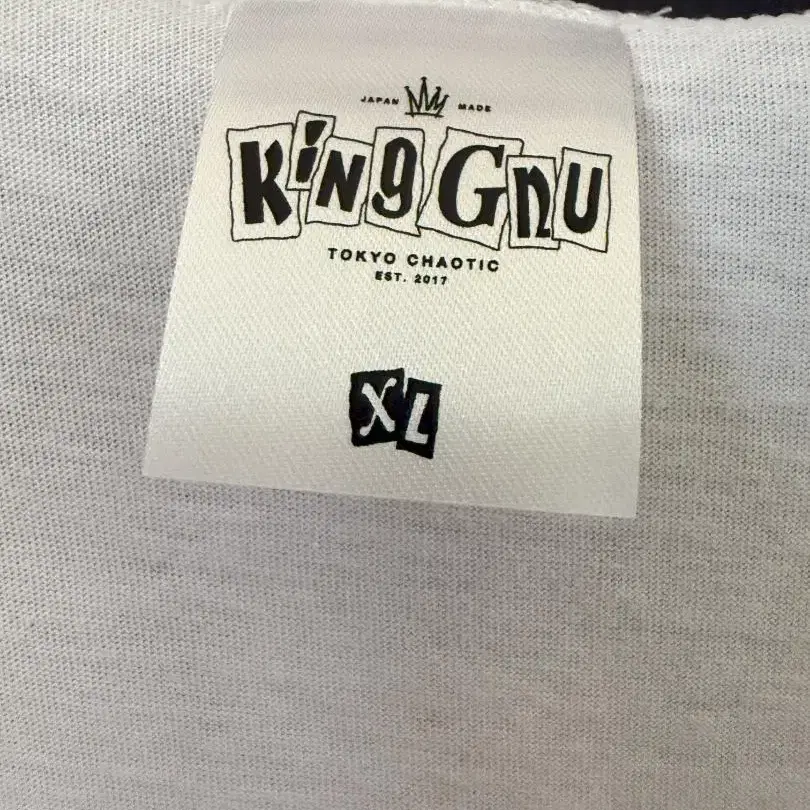 JAPAN MADE
King Gnu
TOKYO CHAOTIC
EST. 2017
XL